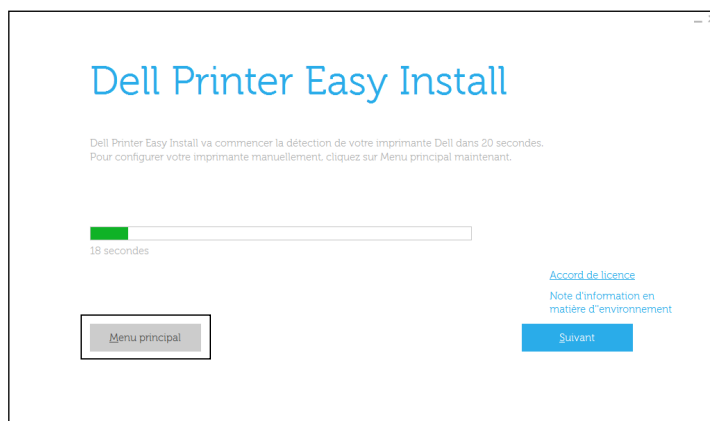 Dell Printer Easy Install
Dell Printer Easy Install va commencer la détection de votre imprimante Dell dans 20 secondes.
Pour configurer votre imprimante manuellement, cliquez sur Menu principal maintenant.
18 secondes
Accord de licence
Note d'information en
matière d''environnement
Menu principal
Suivant